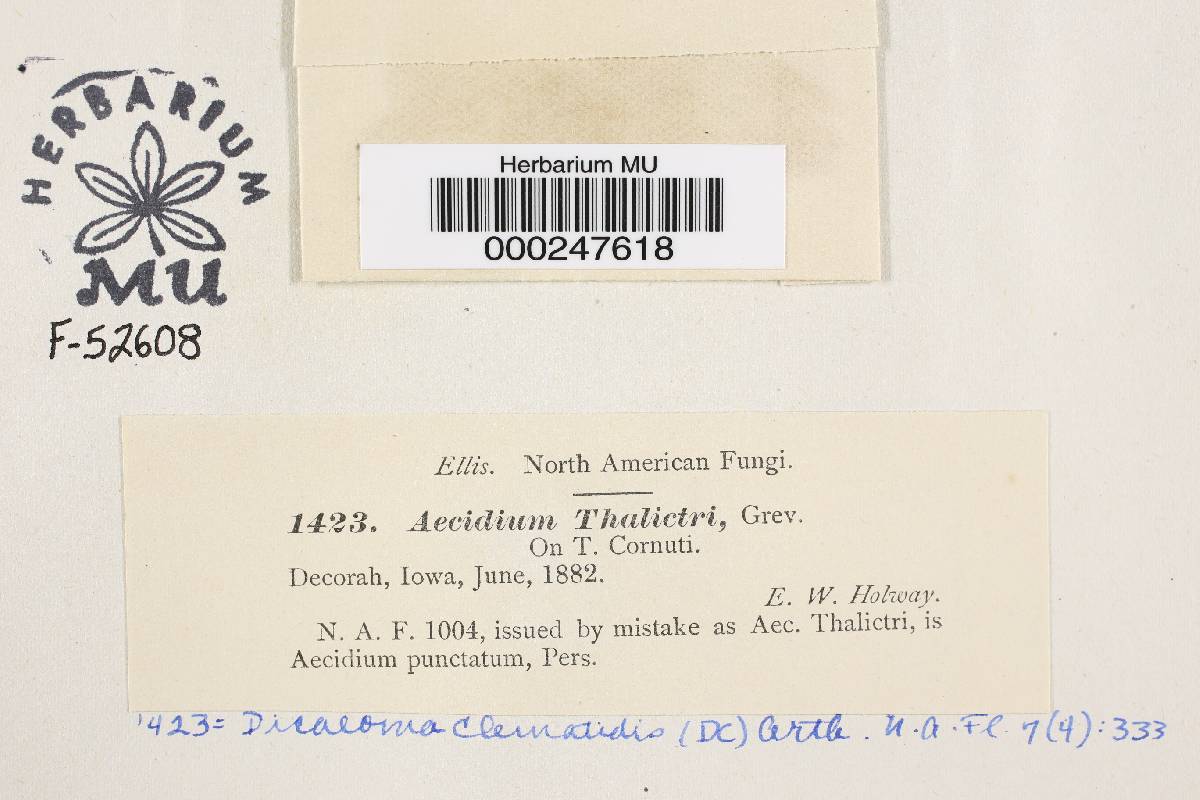 HERBARIUM
MU
F-52608
Herbarium MU
000247618
Ellis. North American Fungi.
1423. Aecidium Thalictri, Grev.
On T. Cornuti.
Decorah, Iowa, June, 1882.
E. W. Holway.
N. A. F. 1004, issued by mistake as Aec. Thalictri, is
Aecidium punctatum, Pers.
1423= Dicaeoma Clematidis (DC) Arth. N.A.Fl. 7(4):333